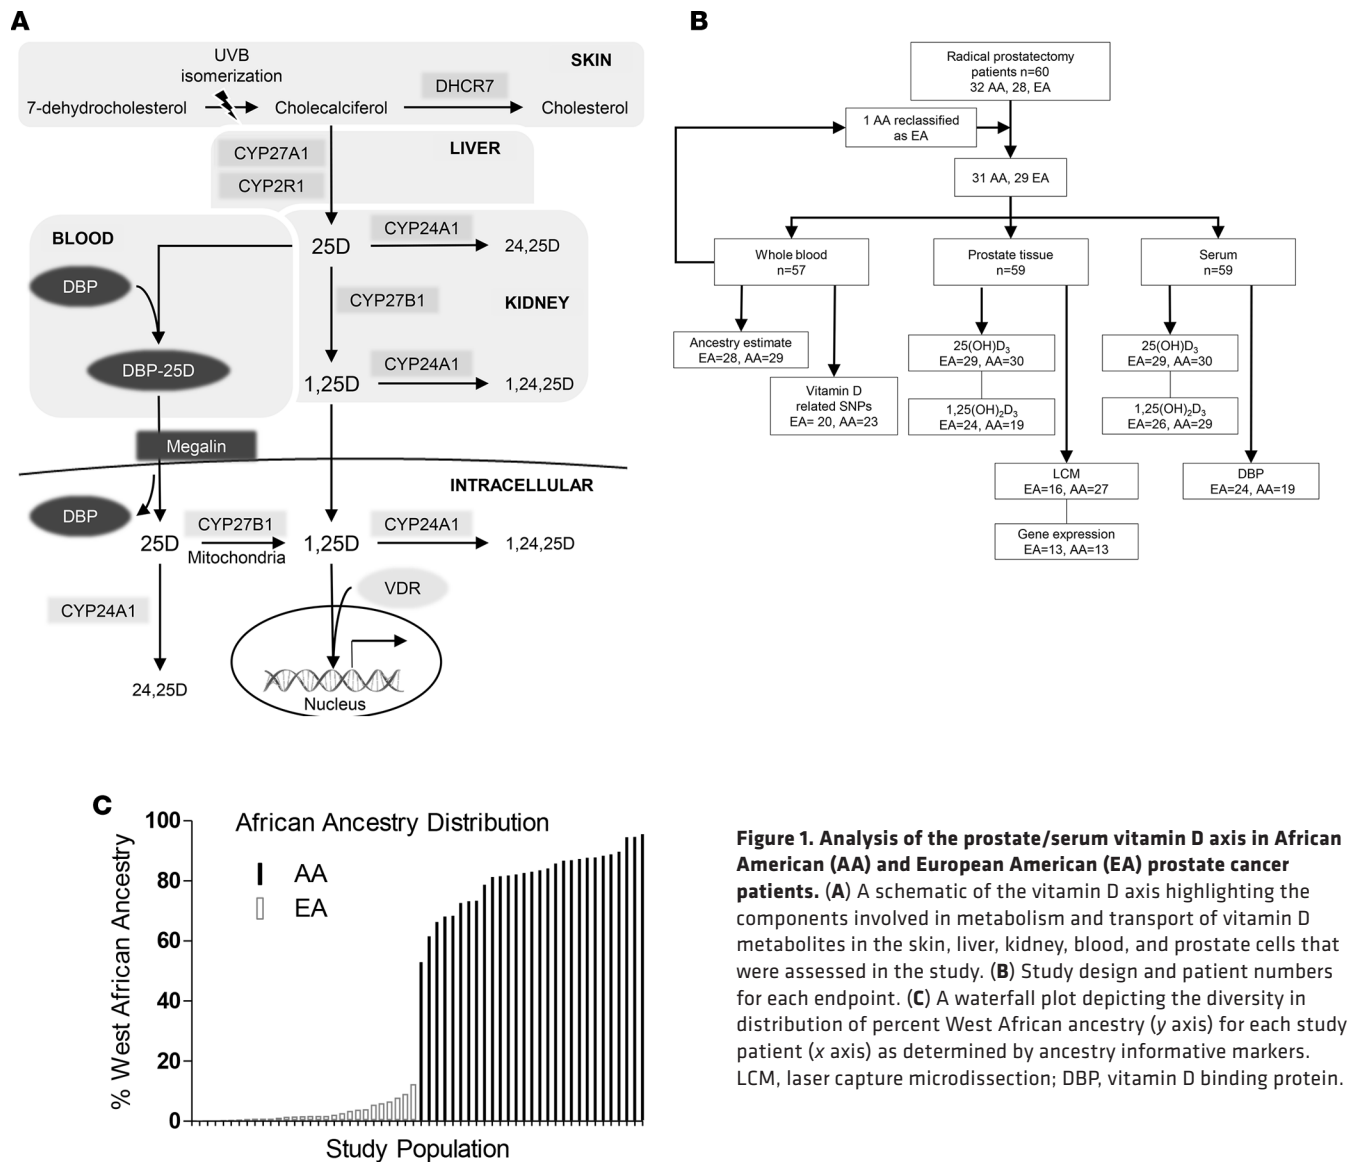 A
UVB
isomerization
SKIN
7-dehydrocholesterol
Cholecalciferol
DHCR7
Cholesterol
CYP27A1
LIVER
CYP2R1
BLOOD
25D
CYP24A1
24,25D
DBP
CYP27B1
KIDNEY
DBP-25D
1,25D
CYP24A1
1,24,25D
Megalin
INTRACELLULAR
DBP
25D
CYP27B1
Mitochondria
1,25D
CYP24A1
1,24,25D
VDR
CYP24A1
24,25D
Nucleus
B
Radical prostatectomy
patients n=60
32 AA, 28, EA
1 AA reclassified
as EA
31 AA, 29 EA
Whole blood
n=57
Prostate tissue
n=59
Serum
n=59
Ancestry estimate
EA=28, AA=29
Vitamin D
related SNPs
EA= 20, AA=23
25(OH)D₃
EA=29, AA=30
1,25(OH)₂D₃
EA=24, AA=19
25(OH)D₃
EA=29, AA=30
1,25(OH)₂D₃
EA=26, AA=29
LCM
EA=16, AA=27
DBP
EA=24, AA=19
Gene expression
EA=13, AA=13
C
African Ancestry Distribution
AA
EA
% West African Ancestry
100
80
60
40
20
0
Study Population
Figure 1. Analysis of the prostate/serum vitamin D axis in African
American (AA) and European American (EA) prostate cancer
patients. (A) A schematic of the vitamin D axis highlighting the
components involved in metabolism and transport of vitamin D
metabolites in the skin, liver, kidney, blood, and prostate cells that
were assessed in the study. (B) Study design and patient numbers
for each endpoint. (C) A waterfall plot depicting the diversity in
distribution of percent West African ancestry (y axis) for each study
patient (x axis) as determined by ancestry informative markers.
LCM, laser capture microdissection; DBP, vitamin D binding protein.